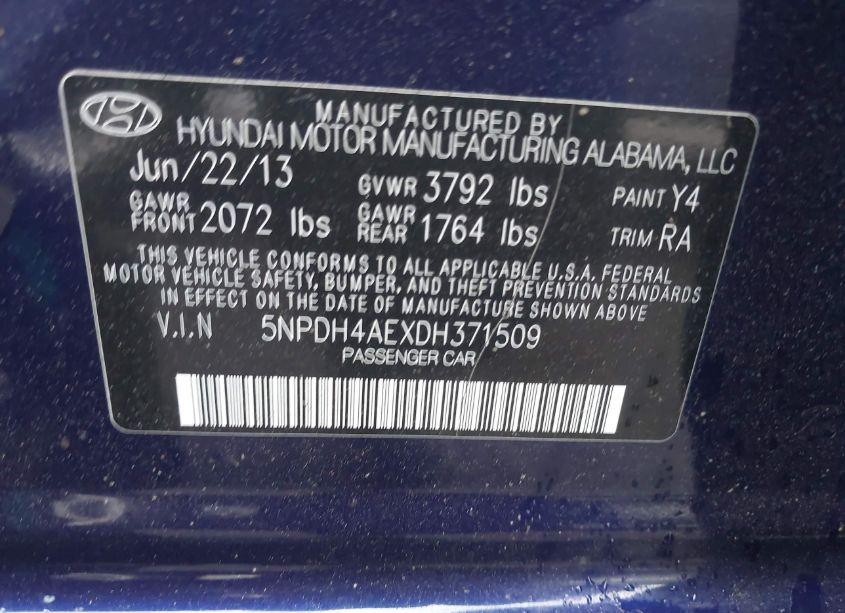 MANUFACTURED BY
HYUNDAI MOTOR MANUFACTURING ALABAMA, LLC
Jun/22/13 GVWR 3792 lbs PAINT Y4
GAWR FRONT 2072 lbs GAWR REAR 1764 lbs TRIM RA
THIS VEHICLE CONFORMS TO ALL APPLICABLE U.S.A. FEDERAL
MOTOR VEHICLE SAFETY, BUMPER, AND THEFT PREVENTION STANDARDS
IN EFFECT ON THE DATE OF MANUFACTURE SHOWN ABOVE
V.I.N 5NPDH4AEXDH371509
PASSENGER CAR